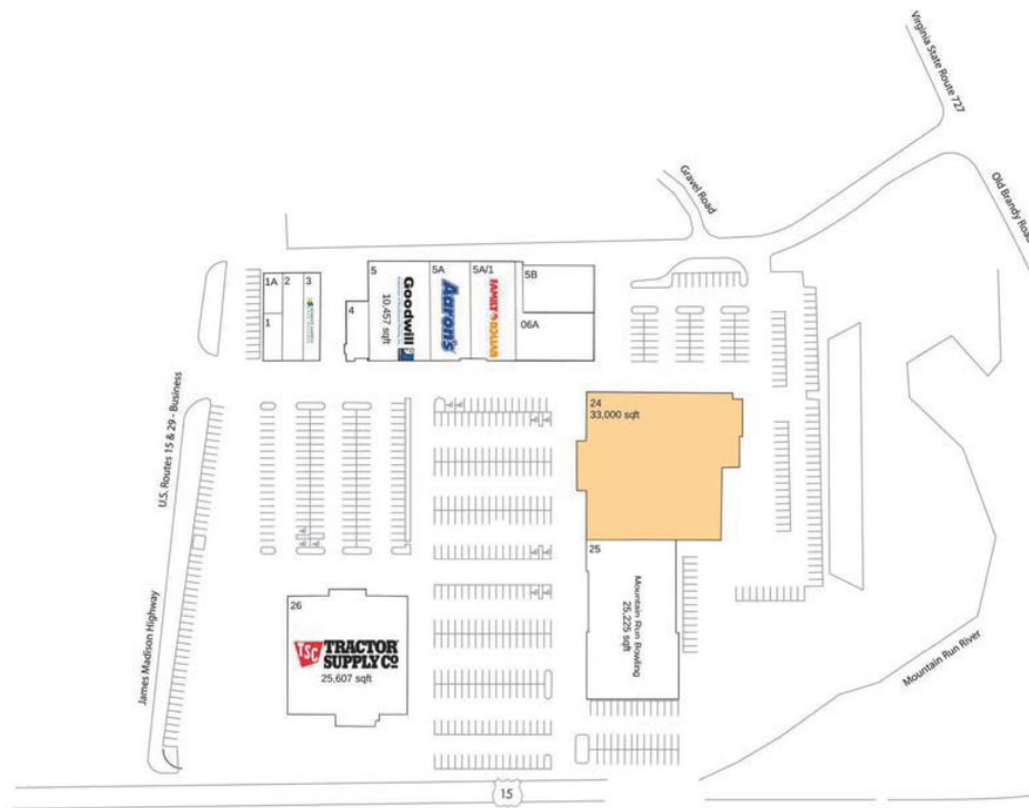 Virginia State Route 727
Gravel Road
Old Brandy Road
1A
2
3
1
4
5
Goodwill
10,457 sqft
5A
Aaron's
5A/1
FAMILY DOLLAR
5B
06A
U.S. Routes 15 & 29 - Business
24
33,000 sqft
25
Mountain Run Bowling
25,225 sqft
26
TSC TRACTOR
SUPPLY CO
25,607 sqft
James Madison Highway
Mountain Run River
15